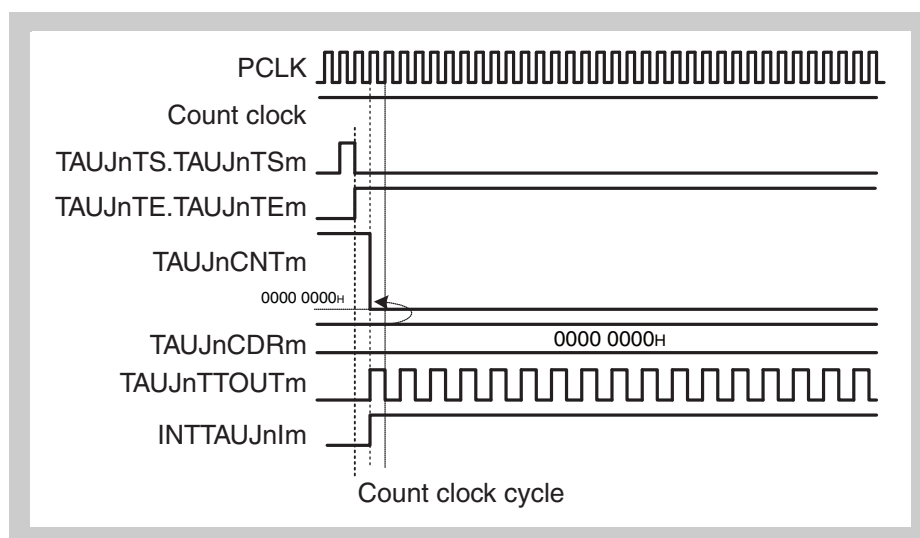 PCLK
Count clock
TAUJnTS.TAUJnTSm
TAUJnTE.TAUJnTEm
TAUJnCNTm
0000 0000H
TAUJnCDRm
0000 0000H
TAUJnTTOUTm
INTTAUJnIm
Count clock cycle